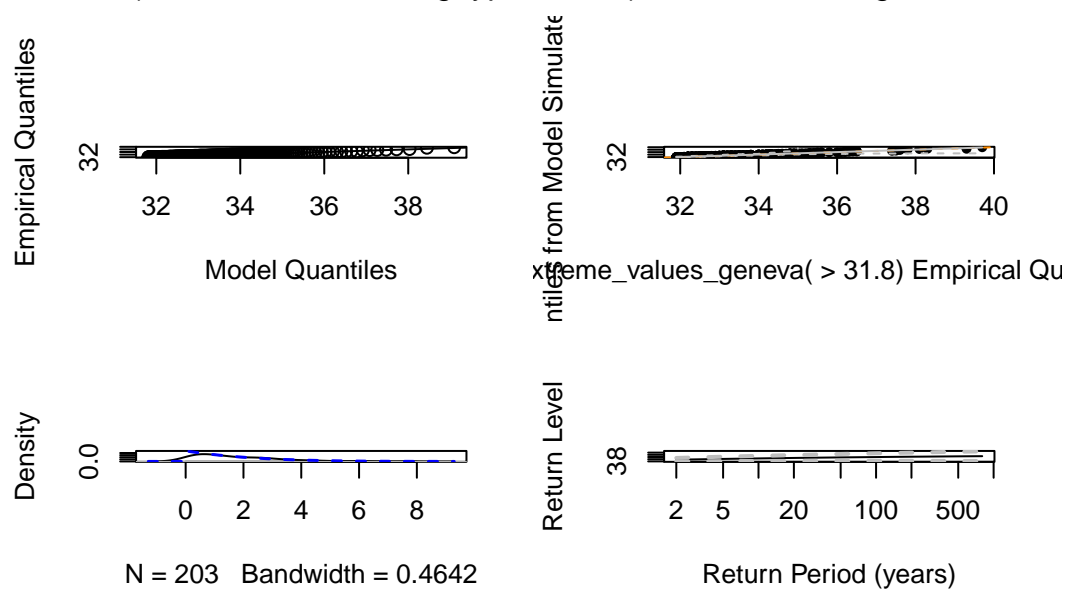 Empirical Quantiles
32
32 34 36 38
Model Quantiles
ntiles from Model Simulate
32
32 34 36 38 40
xtreme_values_geneva( > 31.8) Empirical Qu
Density
0.0
0 2 4 6 8
N = 203 Bandwidth = 0.4642
Return Level
38
2 5 20 100 500
Return Period (years)